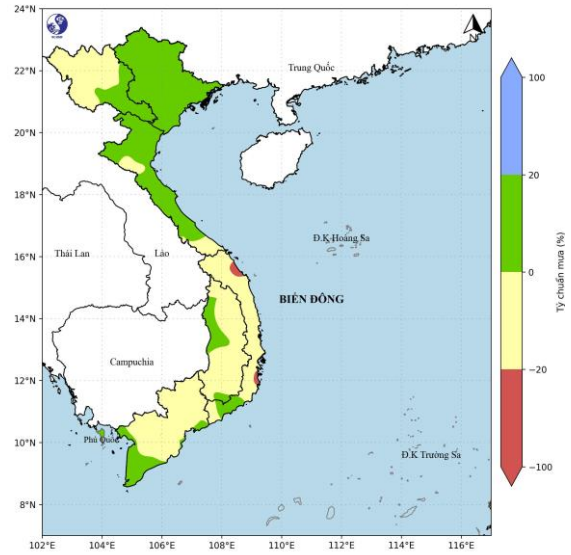 24°N
22°N
20°N
18°N
16°N
14°N
12°N
10°N
8°N
102°E
104°E
106°E
108°E
110°E
112°E
114°E
116°E
Trung Quốc
Đ.K Hoàng Sa
Thái Lan
Lào
BIỂN ĐÔNG
Campuchia
Phú Quốc
Đ.K Trường Sa
100
20
0
−20
−100
Tỷ chuẩn mưa (%)